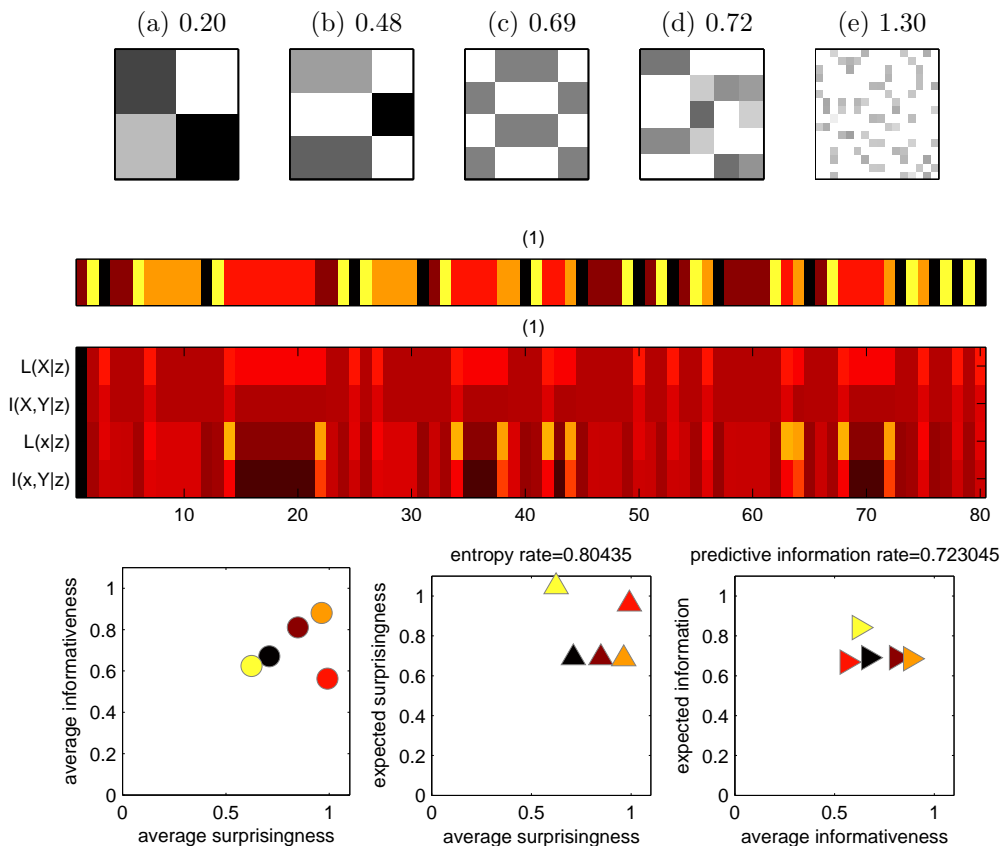 (a) 0.20 (b) 0.48 (c) 0.69 (d) 0.72 (e) 1.30
(1)
(1)
L(X|z)
I(X,Y|z)
L(x|z)
I(x,Y|z)
10 20 30 40 50 60 70 80
entropy rate=0.80435
predictive information rate=0.723045
average informativeness
1
0.8
0.6
0.4
0.2
0
0 0.5 1
average surprisingness
expected surprisingness
1
0.8
0.6
0.4
0.2
0
0 0.5 1
average surprisingness
expected information
1
0.8
0.6
0.4
0.2
0
0 0.5 1
average informativeness